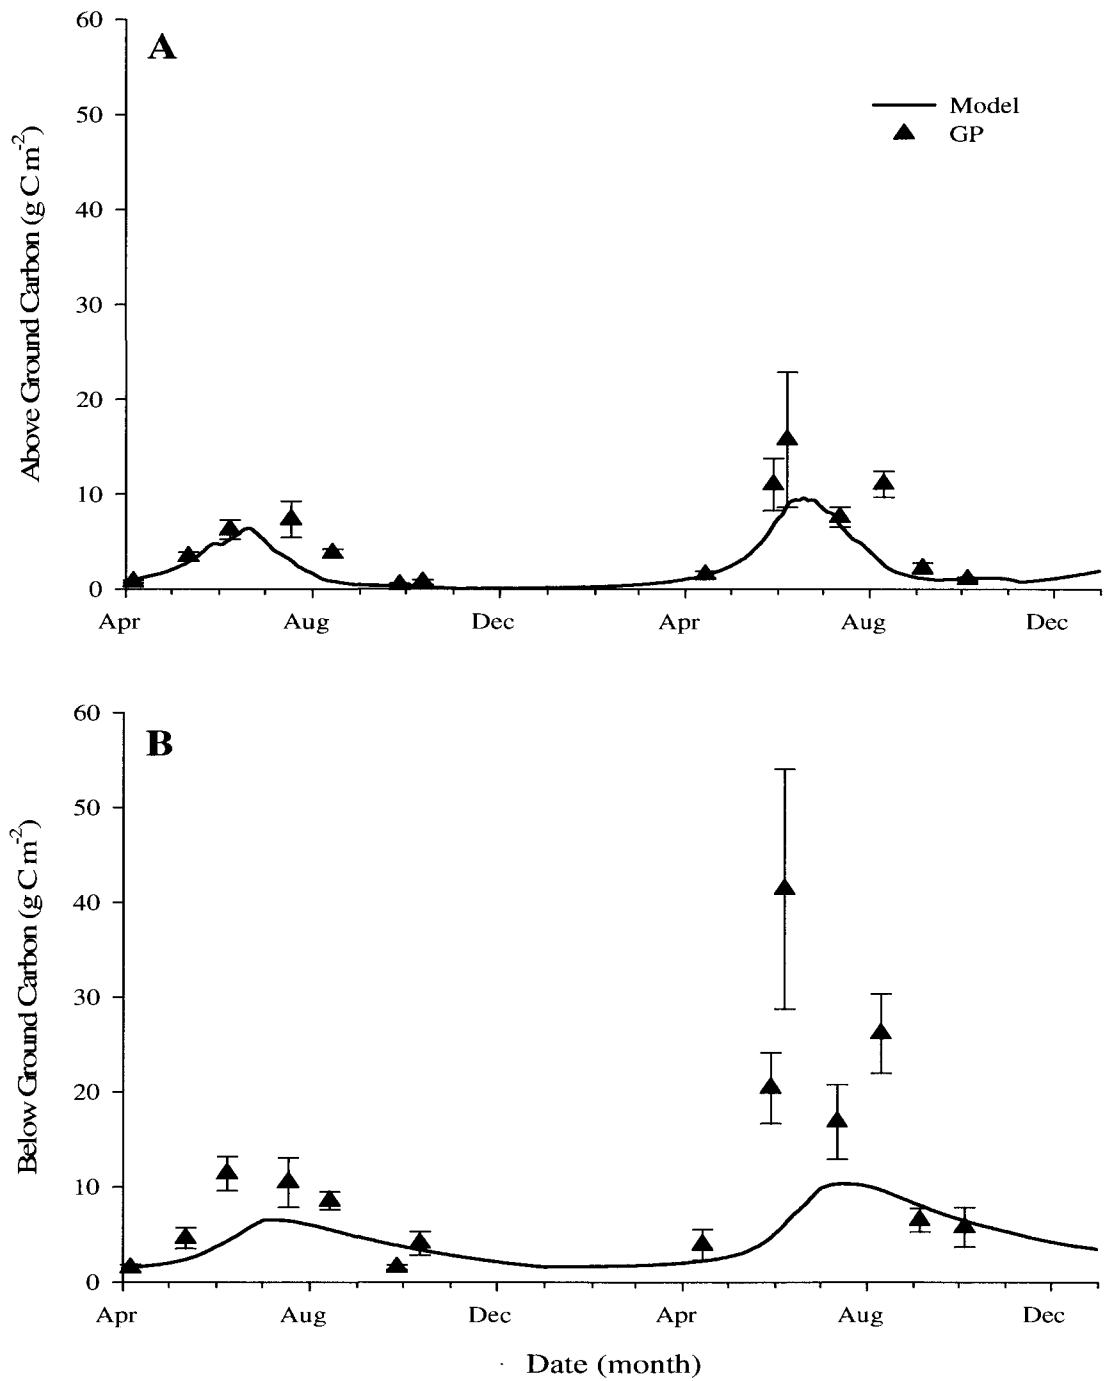 A
60
50
40
30
20
10
0
Above Ground Carbon (g C m-2)
Model
GP
Apr Aug Dec Apr Aug Dec
B
60
50
40
30
20
10
0
Below Ground Carbon (g C m-2)
Apr Aug Dec Apr Aug Dec
Date (month)